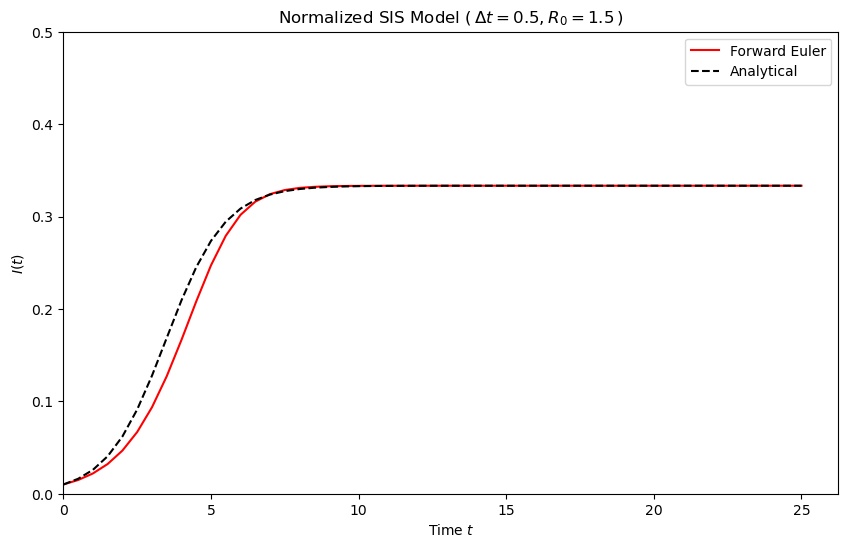 Normalized SIS Model ( Δt = 0.5, R₀ = 1.5 )
Forward Euler
Analytical
I(t)
0.5
0.4
0.3
0.2
0.1
0.0
0 5 10 15 20 25
Time t